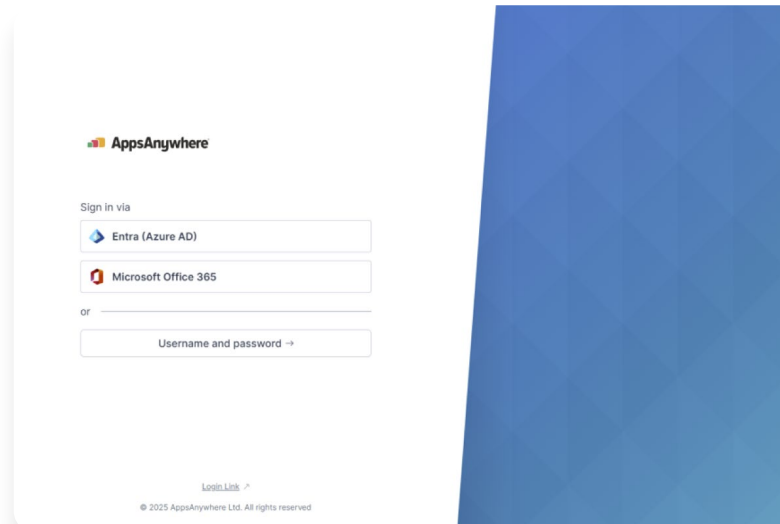 AppsAnywhere
Sign in via
Entra (Azure AD)
Microsoft Office 365
or
Username and password →
Login Link ↗
© 2025 AppsAnywhere Ltd. All rights reserved